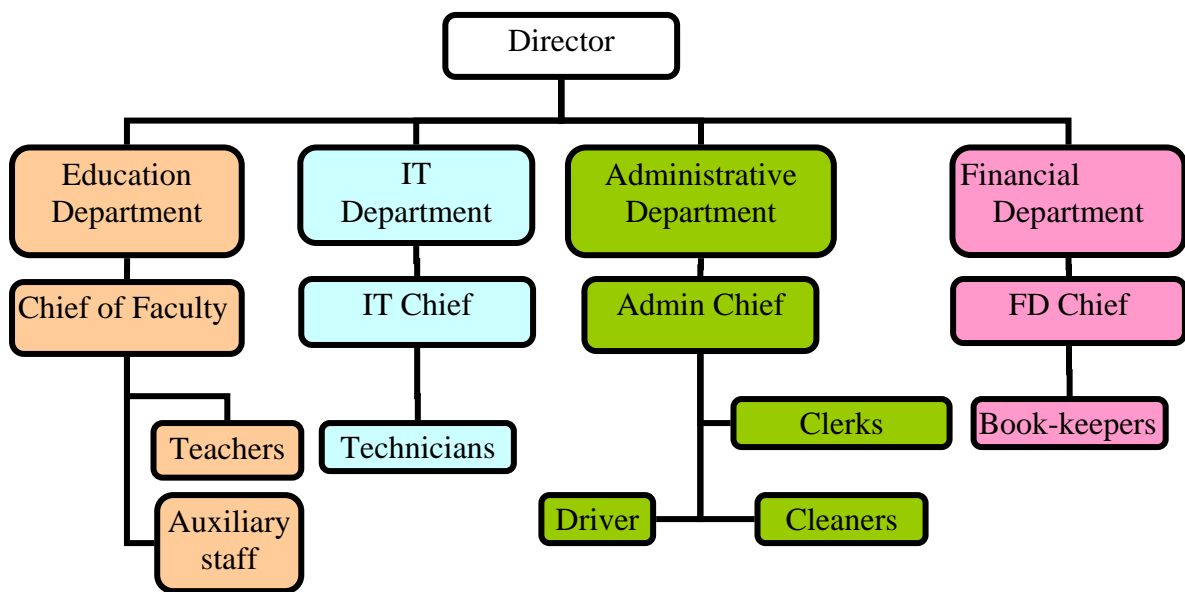 Director
Education
Department
IT
Department
Administrative
Department
Financial
Department
Chief of Faculty
IT Chief
Admin Chief
FD Chief
Teachers
Technicians
Clerks
Book-keepers
Auxiliary
staff
Driver
Cleaners